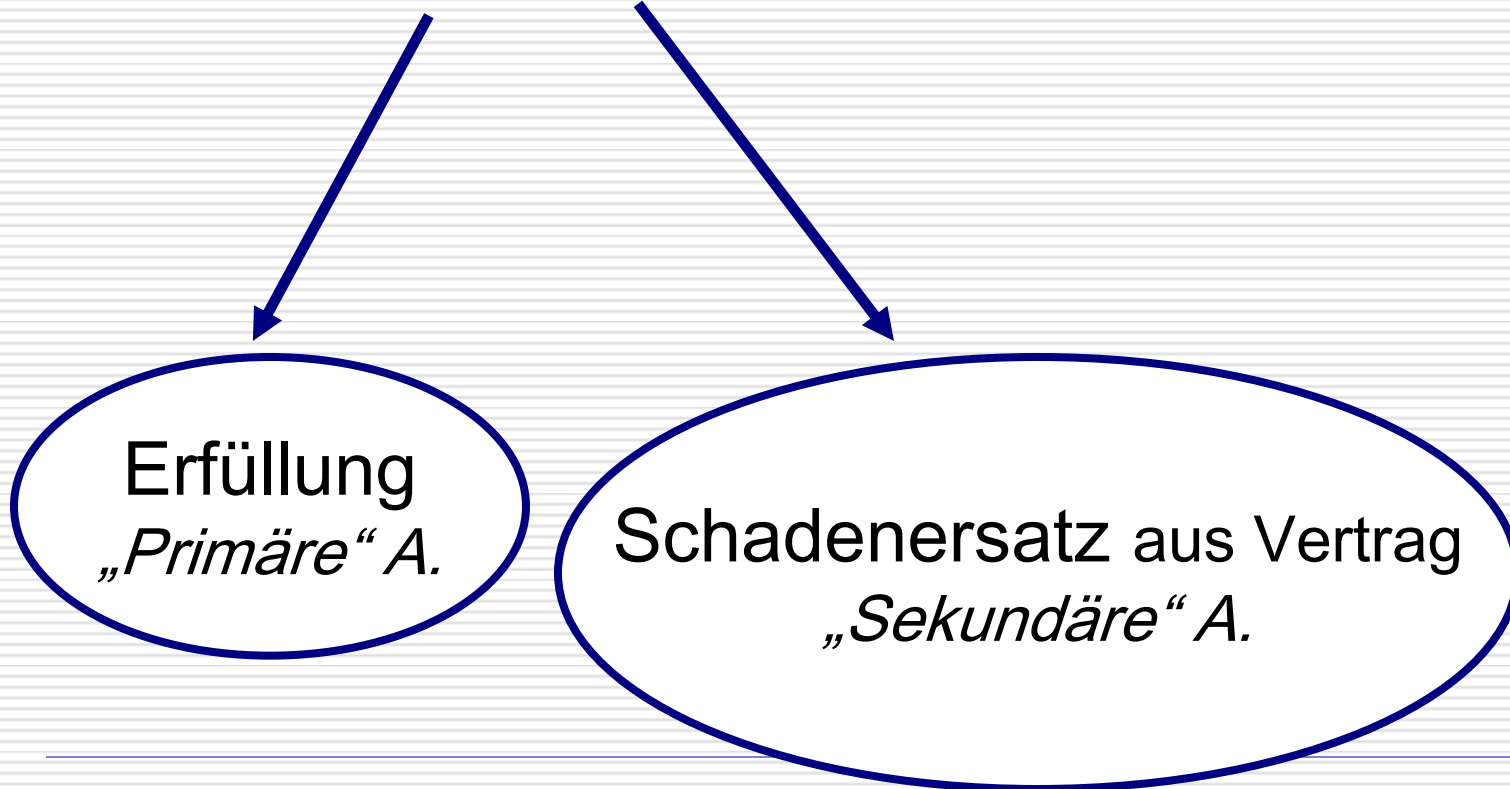 Erfüllung
„Primäre“ A.
Schadenersatz aus Vertrag
„Sekundäre“ A.